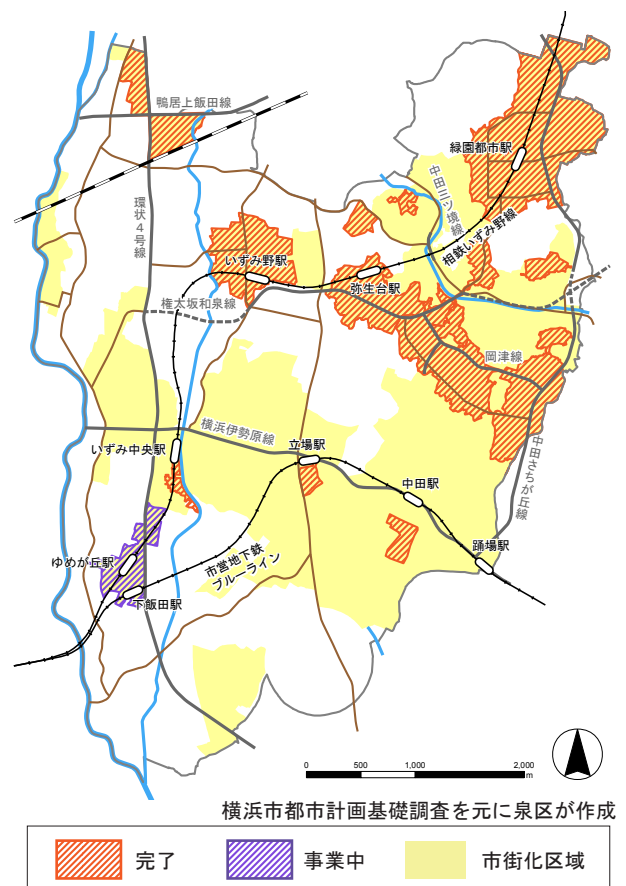 鴨居上飯田線
緑園都市駅
中田三ツ境線
環状4号線
相鉄いずみ野線
いずみ野駅
弥生台駅
権太坂和泉線
岡津線
横浜伊勢原線
いずみ中央駅
立場駅
中田さちが丘線
中田駅
踊場駅
ゆめが丘駅
市営地下鉄
ブルーライン
下飯田駅
0 500 1,000 2,000
m
横浜市都市計画基礎調査を元に泉区が作成
完了 事業中 市街化区域